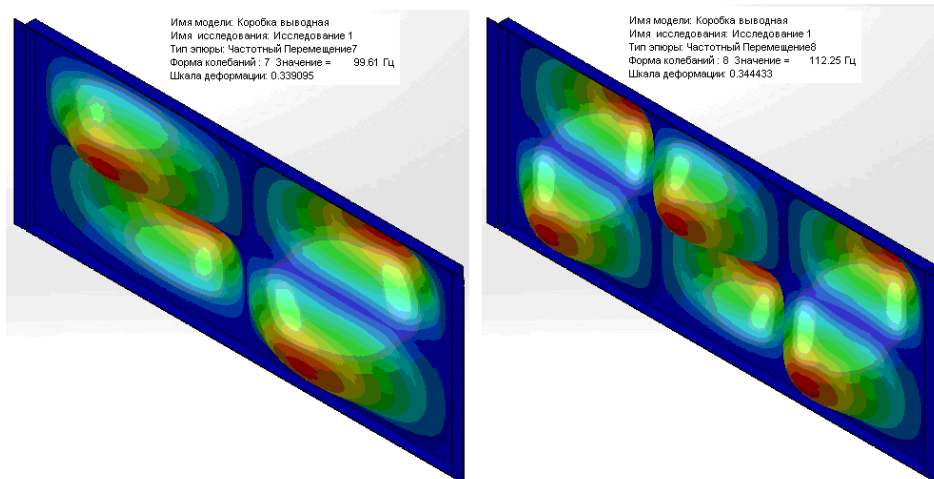 Имя модели: Коробка выводная
Имя исследования: Исследование 1
Тип эпюры: Частотный Перемещение7
Форма колебаний : 7 Значение = 99.61 Гц
Шкала деформации: 0.339095
Имя модели: Коробка выводная
Имя исследования: Исследование 1
Тип эпюры: Частотный Перемещение8
Форма колебаний : 8 Значение = 112.25 Гц
Шкала деформации: 0.344433